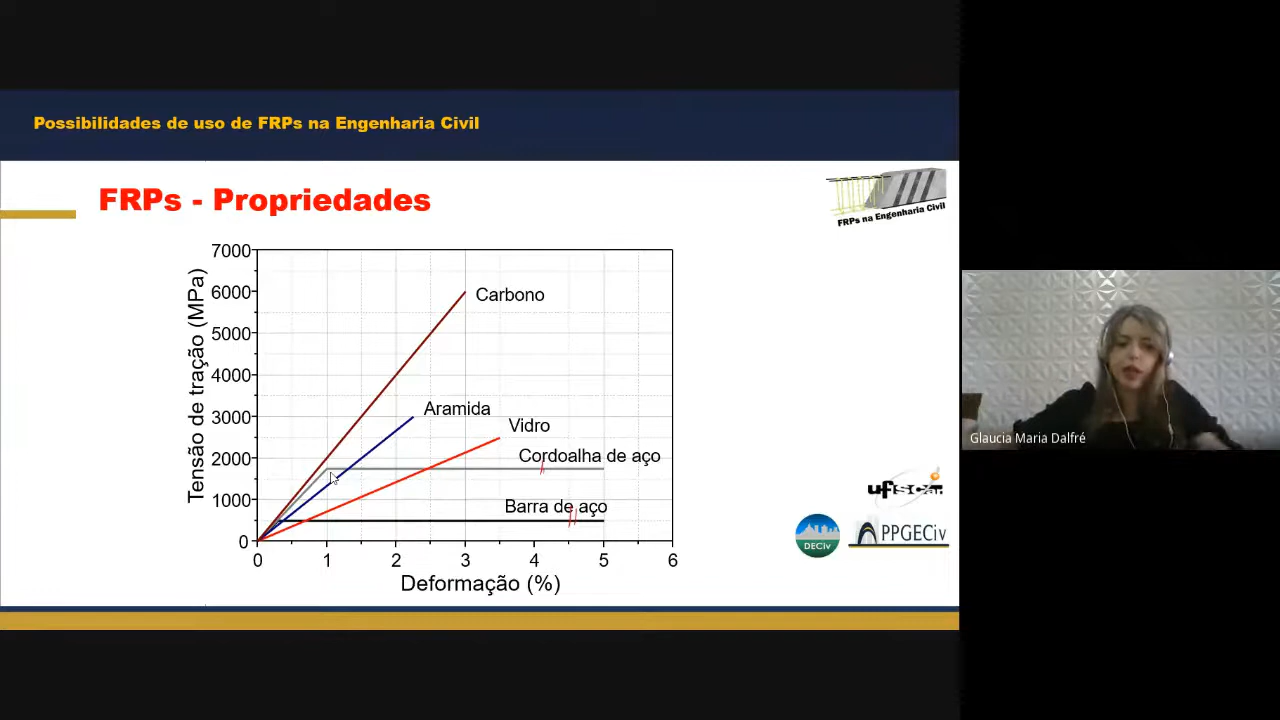 Possibilidades de uso de FRPs na Engenharia Civil
FRPs - Propriedades
FRPs na Engenharia Civil
7000
6000
5000
4000
3000
2000
1000
0
Tensão de tração (MPa)
Carbono
Aramida
Vidro
Cordoalha de aço
Barra de aço
0 1 2 3 4 5 6
Deformação (%)
Glaucia Maria Dalfré
ufscar
DECiv
PPGECiv